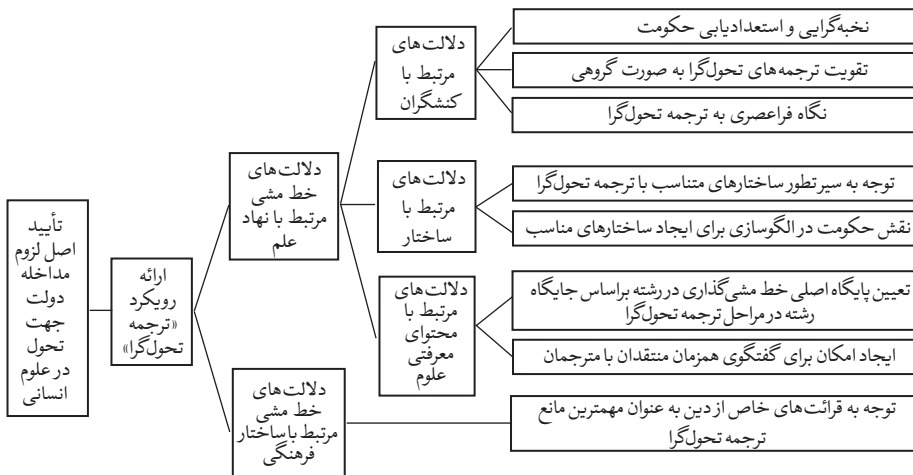 تأیید
اصل لزوم
مداخله
دولت
جهت
تحول
در علوم
انسانی
ارائه
رویکرد
«ترجمه
تحول‌گرا»
دلالت‌های
خط مشی
مرتبط با نهاد
علم
دلالت‌های
مرتبط
با
کنشگران
نخبه‌گرایی و استعدادیابی حکومت
تقویت ترجمه‌های تحول‌گرا به صورت گروهی
نگاه فراعصری به ترجمه تحول‌گرا
دلالت‌های
مرتبط
با
ساختار
توجه به سیر تطور ساختارهای متناسب با ترجمه تحول‌گرا
نقش حکومت در الگوسازی برای ایجاد ساختارهای مناسب
دلالت‌های
مرتبط با
محتوای
معرفتی
علوم
تعیین پایگاه اصلی خط مشی‌گذاری در رشته براساس جایگاه
رشته در مراحل ترجمه تحول‌گرا
ایجاد امکان برای گفتگوی همزمان منتقدان با مترجمان
دلالت‌های
خط مشی
مرتبط با ساختار
فرهنگی
توجه به قرائت‌های خاص از دین به عنوان مهمترین مانع
ترجمه تحول‌گرا